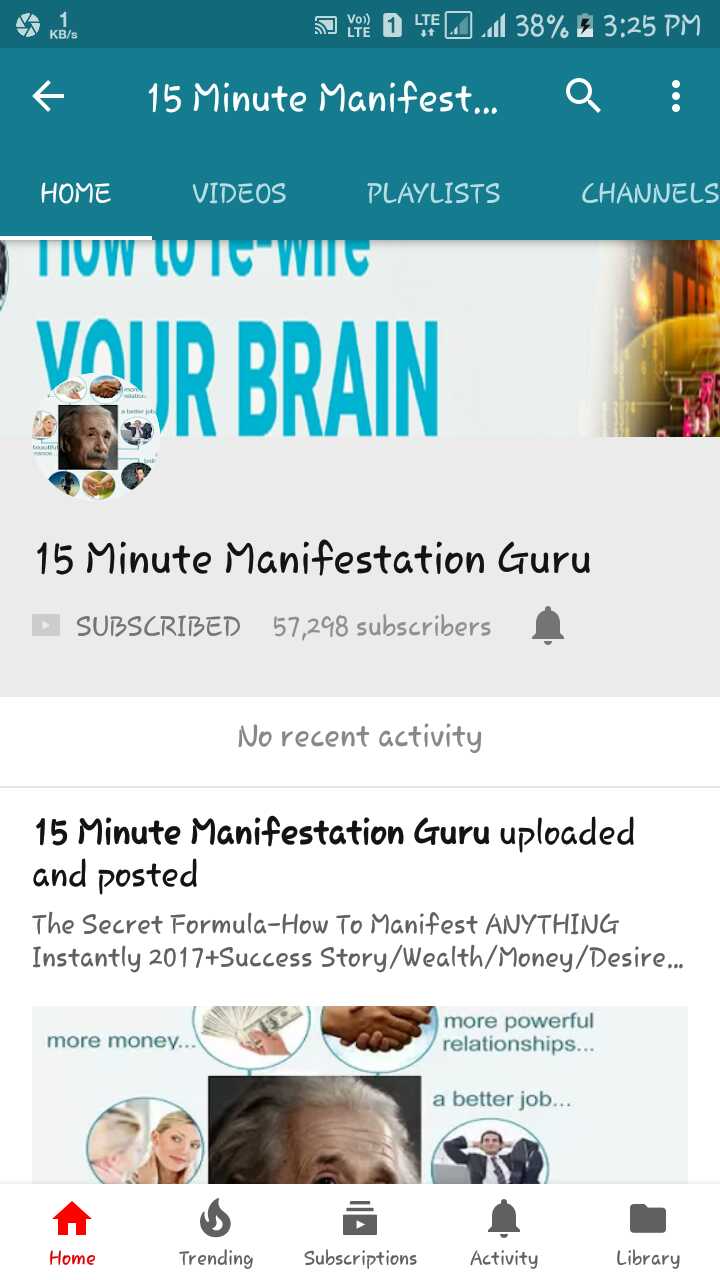 1
KB/s
Vo))
LTE
1
LTE
38%
3:25 PM
15 Minute Manifest...
HOME
VIDEOS
PLAYLISTS
CHANNELS
How to re-wire
YOUR BRAIN
a better job
15 Minute Manifestation Guru
SUBSCRIBED
57,298 subscribers
No recent activity
15 Minute Manifestation Guru uploaded
and posted
The Secret Formula-How To Manifest ANYTHING
Instantly 2017+Success Story/Wealth/Money/Desire...
more money...
more powerful
relationships...
a better job...
Home
Trending
Subscriptions
Activity
Library